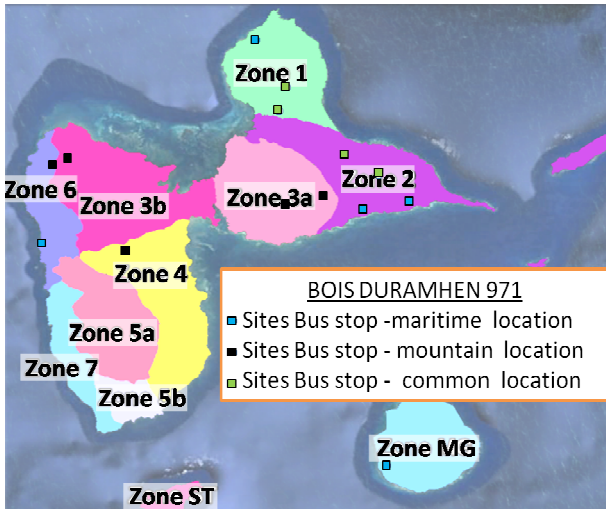 Zone 1
Zone 2
Zone 3a
Zone 6
Zone 3b
Zone 4
BOIS DURAMHEN 971
Sites Bus stop -maritime location
Sites Bus stop - mountain location
Sites Bus stop - common location
Zone 5a
Zone 7
Zone 5b
Zone MG
Zone ST